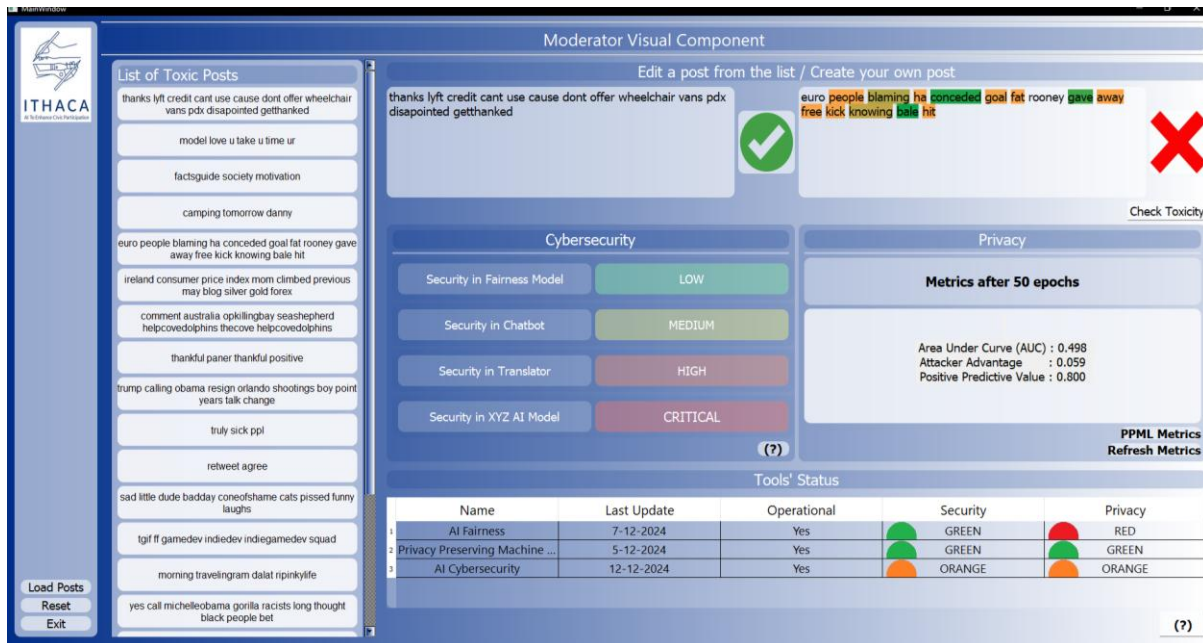 MainWindow
Moderator Visual Component
ITHACA
AI To Enhance Civic Participation
List of Toxic Posts
thanks lyft credit cant use cause dont offer wheelchair
vans pdx disapointed getthanked
model love u take u time ur
factsguide society motivation
camping tomorrow danny
euro people blaming ha conceded goal fat rooney gave
away free kick knowing bale hit
ireland consumer price index mom climbed previous
may blog silver gold forex
comment australia opkillingbay seashepherd
helpcovedolphins thecove helpcovedolphins
thankful paner thankful positive
trump calling obama resign orlando shootings boy point
years talk change
truly sick ppl
retweet agree
sad little dude badday coneofshame cats pissed funny
laughs
tgif ff gamedev indiedev indiegamedev squad
morning travelingram dalat ripinkylife
yes call michelleobama gorilla racists long thought
black people bet
Load Posts
Reset
Exit
Edit a post from the list / Create your own post
thanks lyft credit cant use cause dont offer wheelchair vans pdx
disapointed getthanked
euro people blaming ha conceded goal fat rooney gave away
free kick knowing bale hit
Check Toxicity
Cybersecurity
Security in Fairness Model LOW
Security in Chatbot MEDIUM
Security in Translator HIGH
Security in XYZ AI Model CRITICAL
(?)
Privacy
Metrics after 50 epochs
Area Under Curve (AUC) : 0.498
Attacker Advantage : 0.059
Positive Predictive Value : 0.800
PPML Metrics
Refresh Metrics
Tools' Status
Name Last Update Operational Security Privacy
1 AI Fairness 7-12-2024 Yes GREEN RED
2 Privacy Preserving Machine ... 5-12-2024 Yes GREEN GREEN
3 AI Cybersecurity 12-12-2024 Yes ORANGE ORANGE
(?)